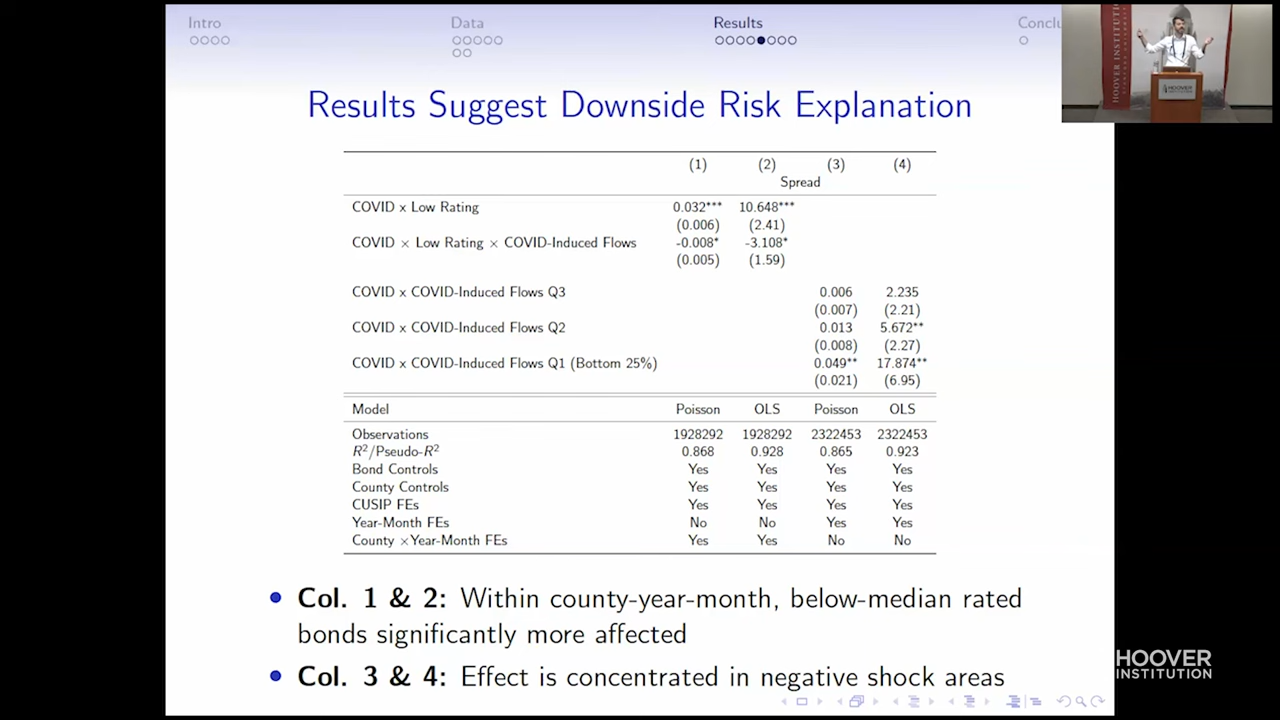 Intro
Data
Results
Results Suggest Downside Risk Explanation
(1) (2) (3) (4)
Spread
COVID x Low Rating 0.032*** 10.648***
(0.006) (2.41)
COVID × Low Rating × COVID-Induced Flows -0.008* -3.108*
(0.005) (1.59)
COVID x COVID-Induced Flows Q3 0.006 2.235
(0.007) (2.21)
COVID x COVID-Induced Flows Q2 0.013 5.672**
(0.008) (2.27)
COVID x COVID-Induced Flows Q1 (Bottom 25%) 0.049** 17.874**
(0.021) (6.95)
Model Poisson OLS Poisson OLS
Observations 1928292 1928292 2322453 2322453
R²/Pseudo-R² 0.868 0.928 0.865 0.923
Bond Controls Yes Yes Yes Yes
County Controls Yes Yes Yes Yes
CUSIP FEs Yes Yes Yes Yes
Year-Month FEs No No Yes Yes
County ×Year-Month FEs Yes Yes No No
• Col. 1 & 2: Within county-year-month, below-median rated
bonds significantly more affected
• Col. 3 & 4: Effect is concentrated in negative shock areas
HOOVER
INSTITUTION
HOOVER
INSTITUTION